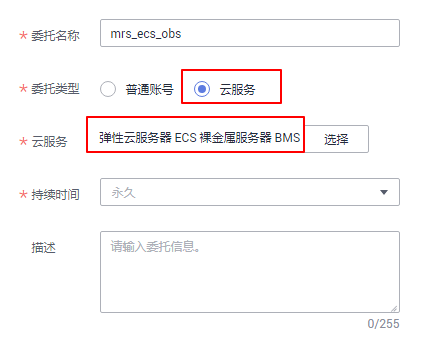 * 委托名称 mrs_ecs_obs
* 委托类型 普通账号 云服务
* 云服务 弹性云服务器 ECS 裸金属服务器 BMS 选择
* 持续时间 永久
描述 请输入委托信息。
0/255